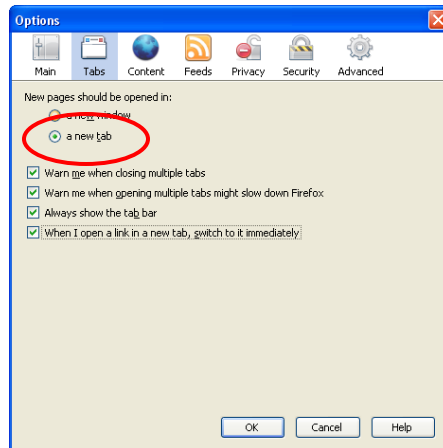 Options
Main Tabs Content Feeds Privacy Security Advanced
New pages should be opened in:
a new window
a new tab
Warn me when closing multiple tabs
Warn me when opening multiple tabs might slow down Firefox
Always show the tab bar
When I open a link in a new tab, switch to it immediately
OK Cancel Help